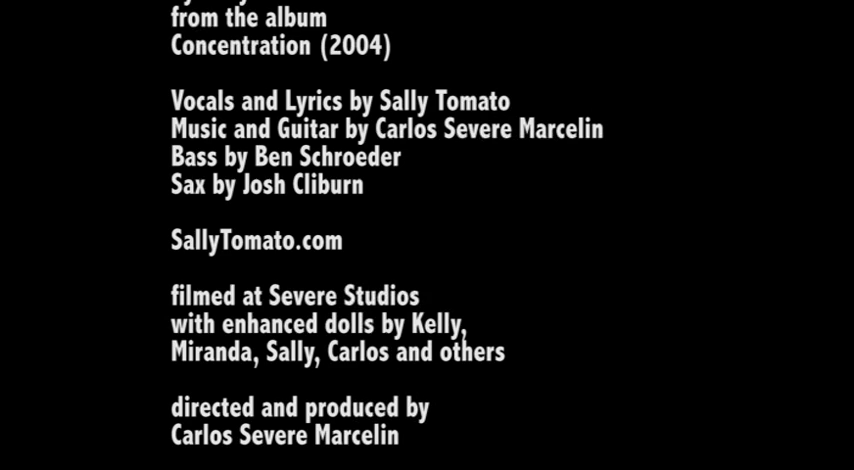 from the album
Concentration (2004)
Vocals and Lyrics by Sally Tomato
Music and Guitar by Carlos Severe Marcelin
Bass by Ben Schroeder
Sax by Josh Cliburn
SallyTomato.com
filmed at Severe Studios
with enhanced dolls by Kelly,
Miranda, Sally, Carlos and others
directed and produced by
Carlos Severe Marcelin